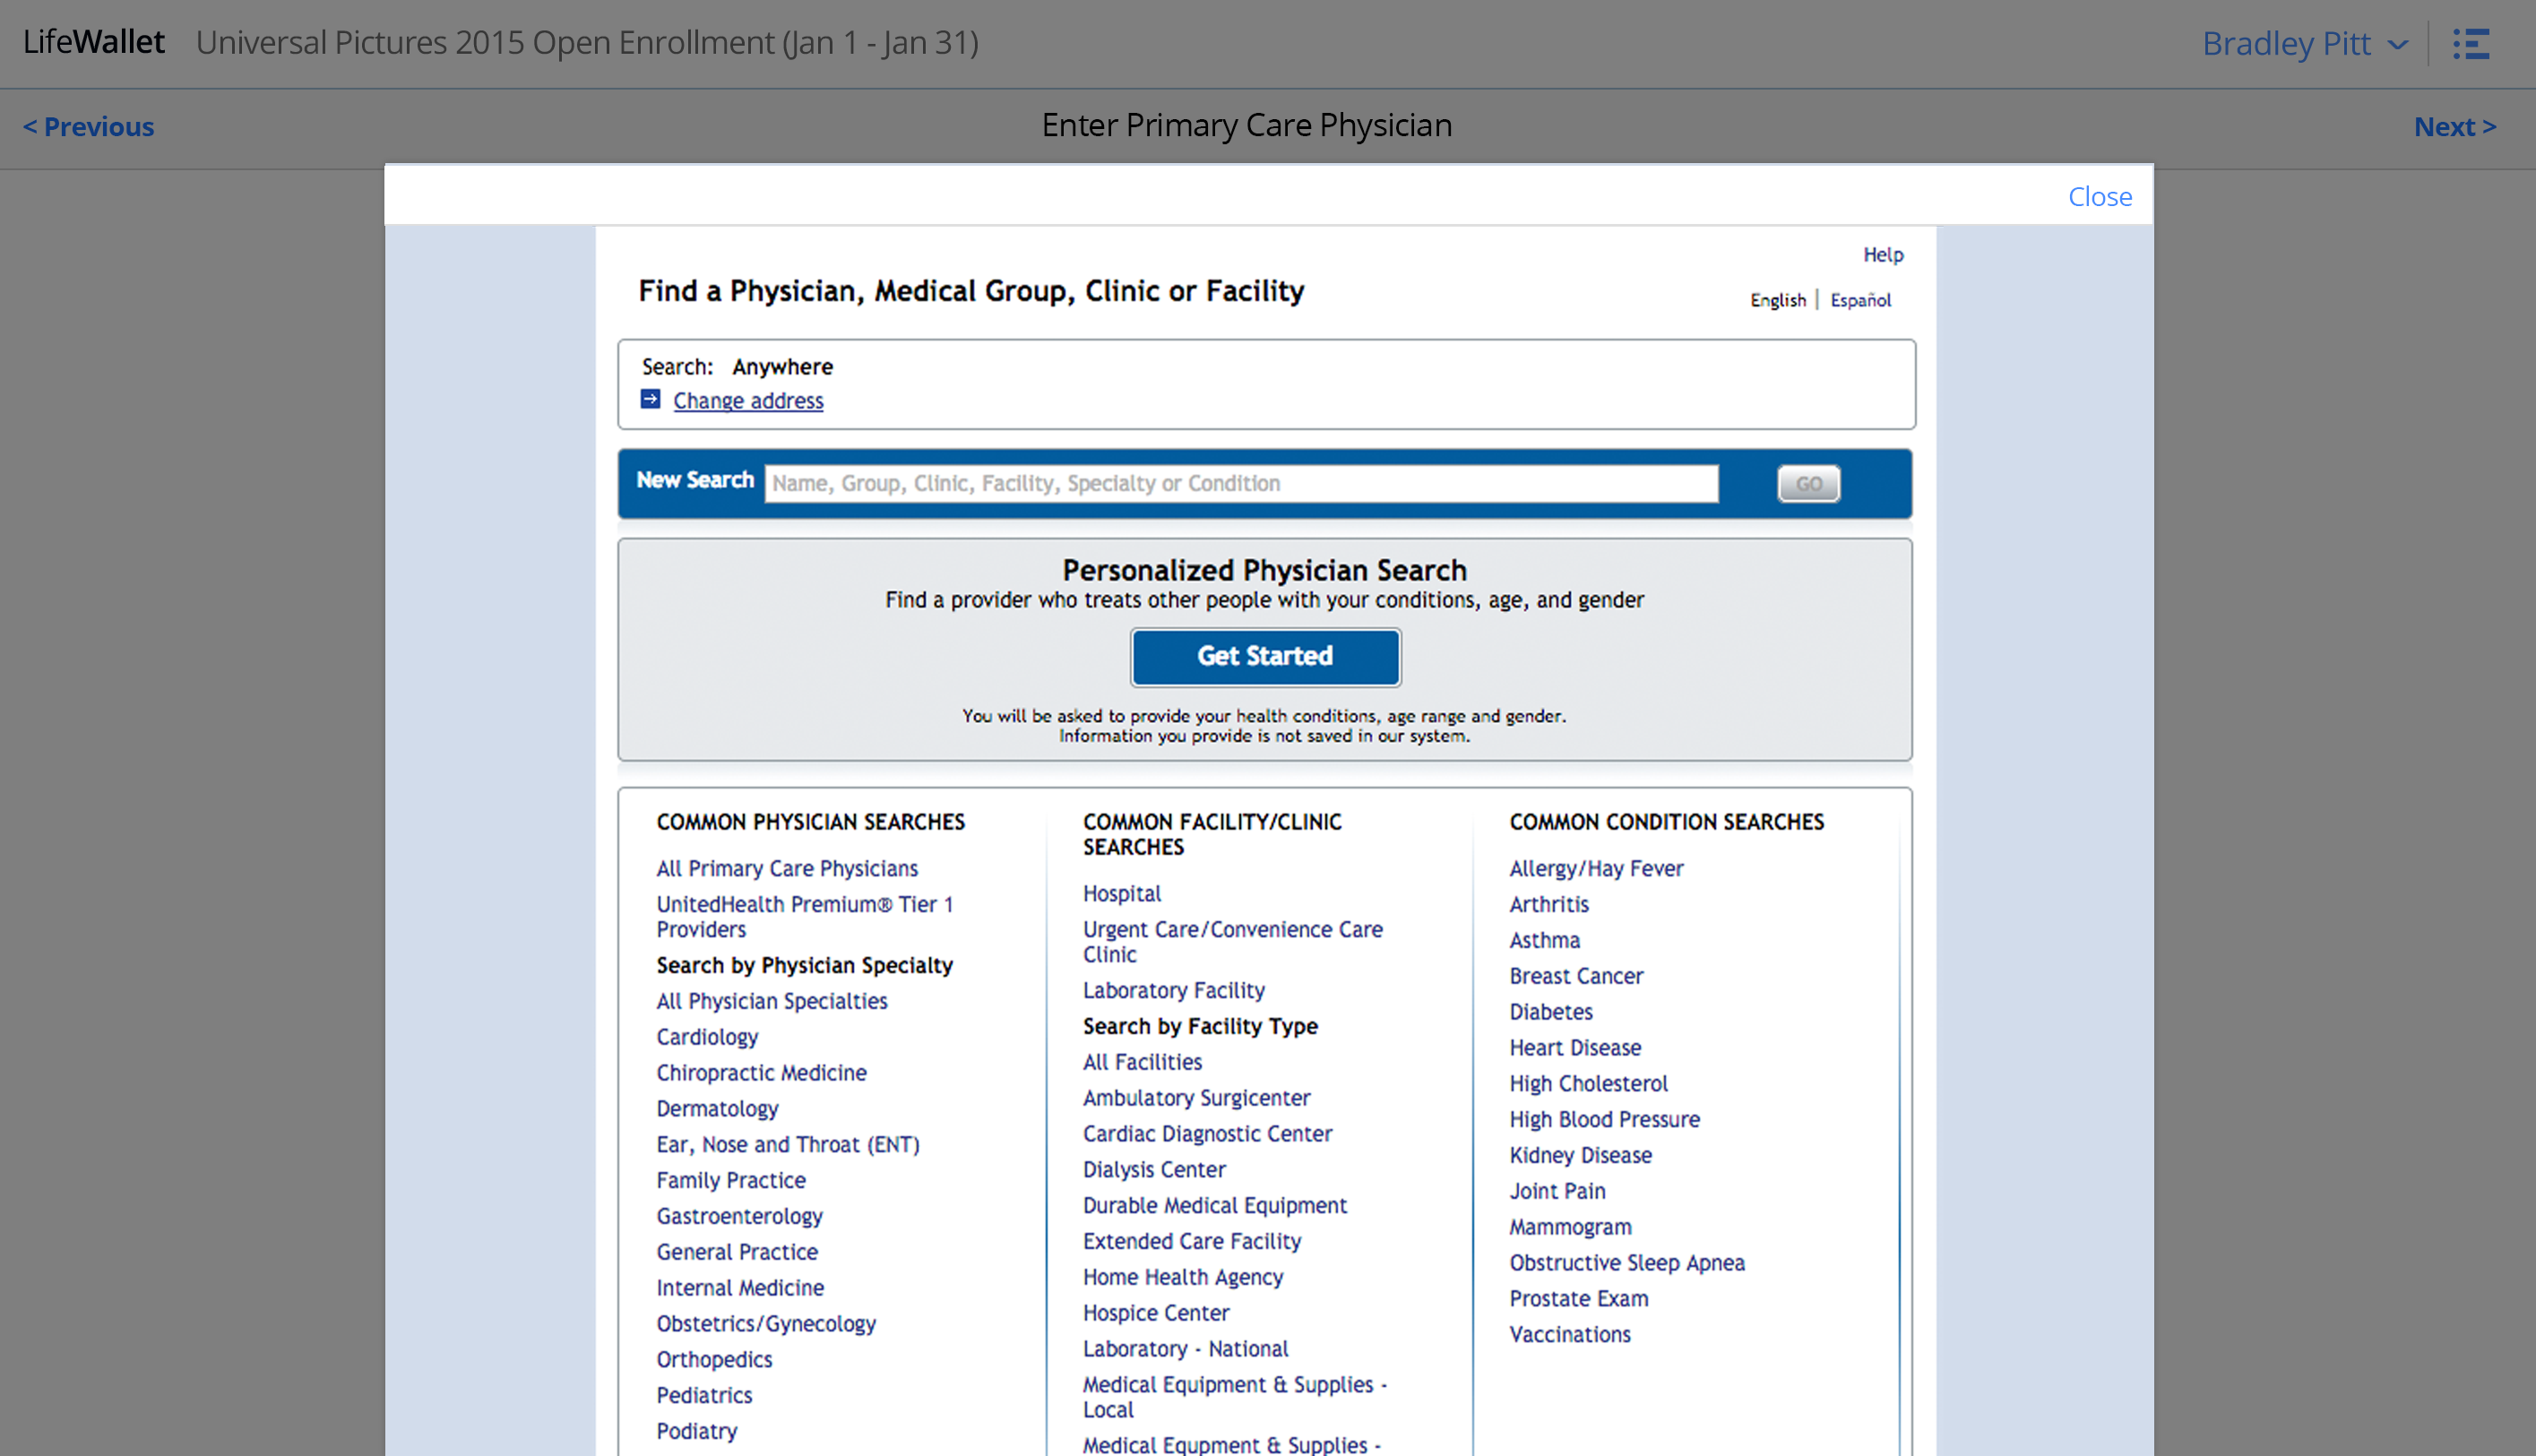 LifeWallet Universal Pictures 2015 Open Enrollment (Jan 1 - Jan 31) Bradley Pitt
< Previous Enter Primary Care Physician Next >
Close
Help
Find a Physician, Medical Group, Clinic or Facility
English | Español
Search: Anywhere
Change address
New Search Name, Group, Clinic, Facility, Specialty or Condition GO
Personalized Physician Search
Find a provider who treats other people with your conditions, age, and gender
Get Started
You will be asked to provide your health conditions, age range and gender.
Information you provide is not saved in our system.
COMMON PHYSICIAN SEARCHES
All Primary Care Physicians
UnitedHealth Premium® Tier 1
Providers
Search by Physician Specialty
All Physician Specialties
Cardiology
Chiropractic Medicine
Dermatology
Ear, Nose and Throat (ENT)
Family Practice
Gastroenterology
General Practice
Internal Medicine
Obstetrics/Gynecology
Orthopedics
Pediatrics
Podiatry
COMMON FACILITY/CLINIC
SEARCHES
Hospital
Urgent Care/Convenience Care
Clinic
Laboratory Facility
Search by Facility Type
All Facilities
Ambulatory Surgicenter
Cardiac Diagnostic Center
Dialysis Center
Durable Medical Equipment
Extended Care Facility
Home Health Agency
Hospice Center
Laboratory - National
Medical Equipment & Supplies -
Local
Medical Equpment & Supplies -
COMMON CONDITION SEARCHES
Allergy/Hay Fever
Arthritis
Asthma
Breast Cancer
Diabetes
Heart Disease
High Cholesterol
High Blood Pressure
Kidney Disease
Joint Pain
Mammogram
Obstructive Sleep Apnea
Prostate Exam
Vaccinations